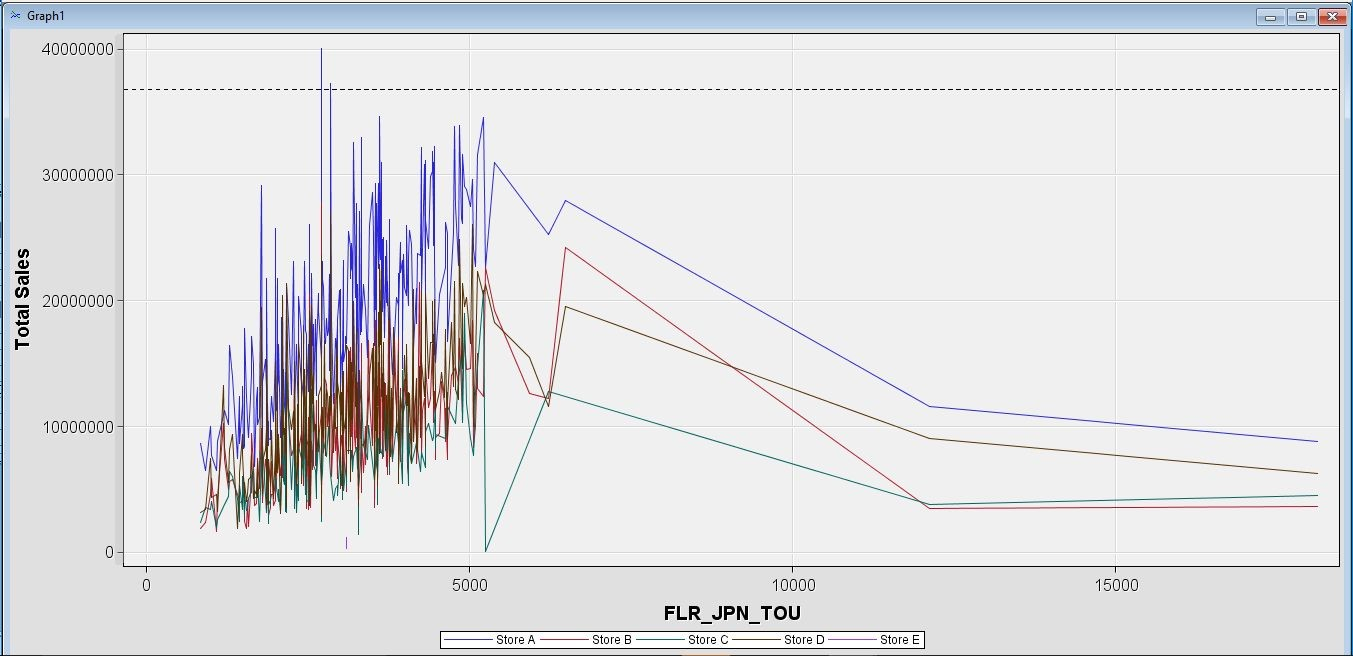 Graph1
40000000
30000000
20000000
10000000
0
Total Sales
0 5000 10000 15000
FLR_JPN_TOU
Store A Store B Store C Store D Store E